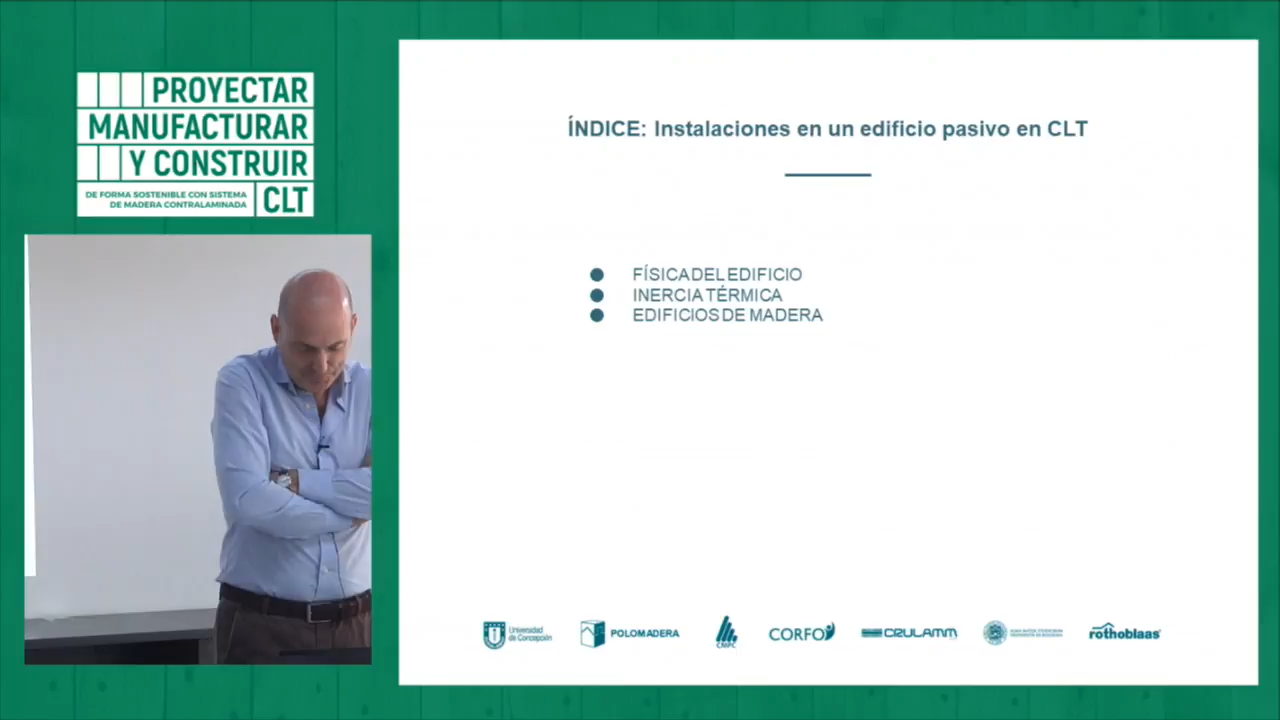 PROYECTAR
MANUFACTURAR
Y CONSTRUIR
DE FORMA SOSTENIBLE CON SISTEMA
DE MADERA CONTRALAMINADA
CLT
ÍNDICE: Instalaciones en un edificio pasivo en CLT
FÍSICA DEL EDIFICIO
INERCIA TÉRMICA
EDIFICIOS DE MADERA
Universidad
de Concepción
POLOMADERA
CMPC
CORFO
CRULAMM
rothoblaas